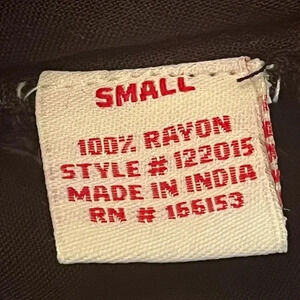 SMALL
100% RAYON
STYLE # 122015
MADE IN INDIA
RN # 166153